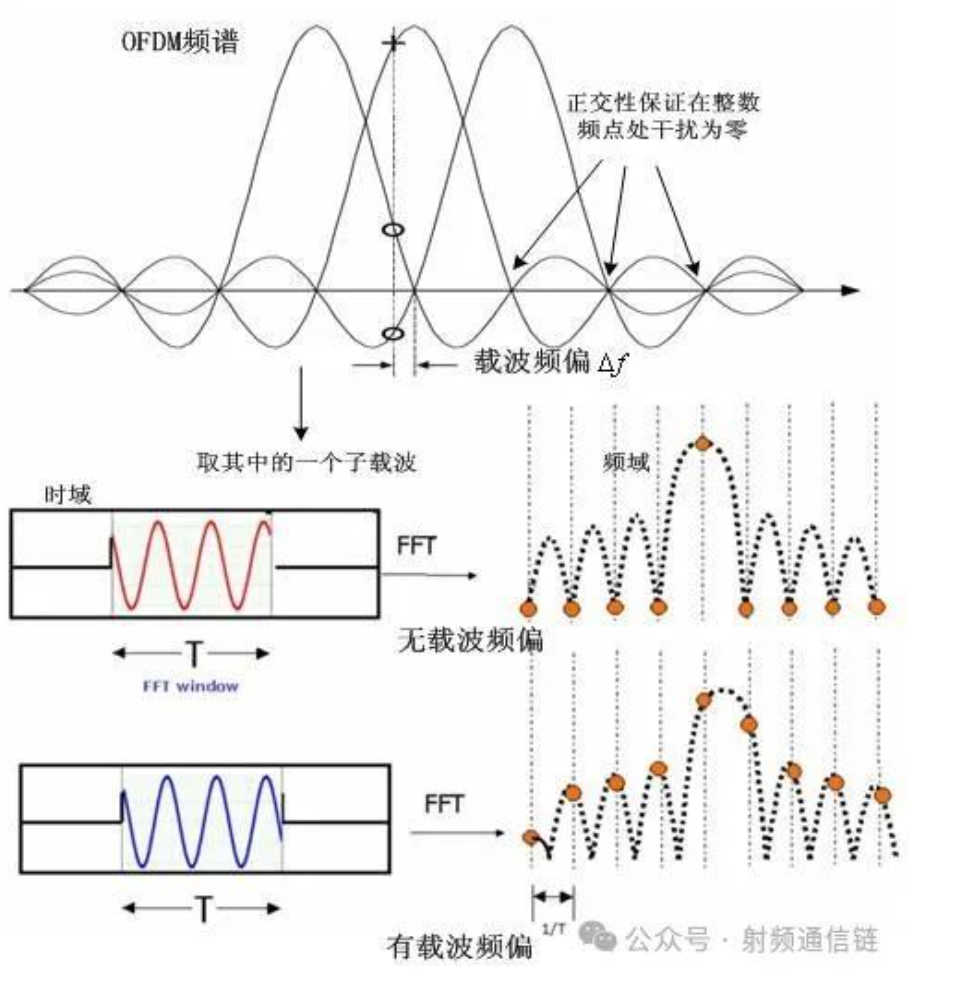 OFDM频谱
正交性保证在整数
频点处干扰为零
载波频偏 Δf
取其中的一个子载波
时域
频域
FFT
无载波频偏
T
FFT window
FFT
T
1/T
有载波频偏
公众号 · 射频通信链